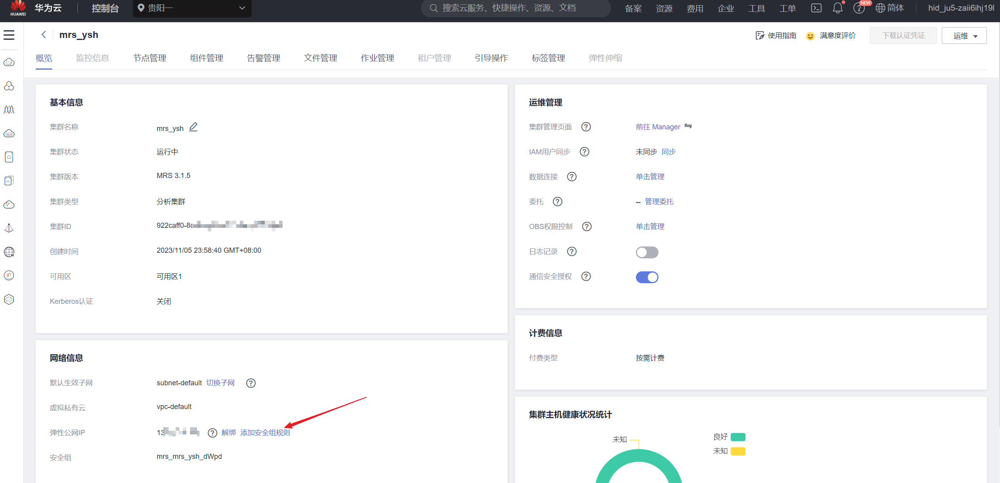 HUAWEI
华为云
控制台
贵阳一
搜索云服务、快捷操作、资源、文档
备案 资源 费用 企业 工具 工单
NEW
简体
hid_ju5-zaii6ihj19l
mrs_ysh
使用指南
满意度评价
下载认证凭证
运维
概览 监控信息 节点管理 组件管理 告警管理 文件管理 作业管理 租户管理 引导操作 标签管理 弹性伸缩
基本信息
集群名称 mrs_ysh
集群状态 运行中
集群版本 MRS 3.1.5
集群类型 分析集群
集群ID 922caff0-8
创建时间 2023/11/05 23:58:40 GMT+08:00
可用区 可用区1
Kerberos认证 关闭
网络信息
默认生效子网 subnet-default 切换子网
虚拟私有云 vpc-default
弹性公网IP 13 解绑 添加安全组规则
安全组 mrs_mrs_ysh_dWpd
运维管理
集群管理页面 前往 Manager
IAM用户同步 未同步 同步
数据连接 单击管理
委托 -- 管理委托
OBS权限控制 单击管理
日志记录
通信安全授权
计费信息
付费类型 按需计费
集群主机健康状况统计
未知
良好
未知